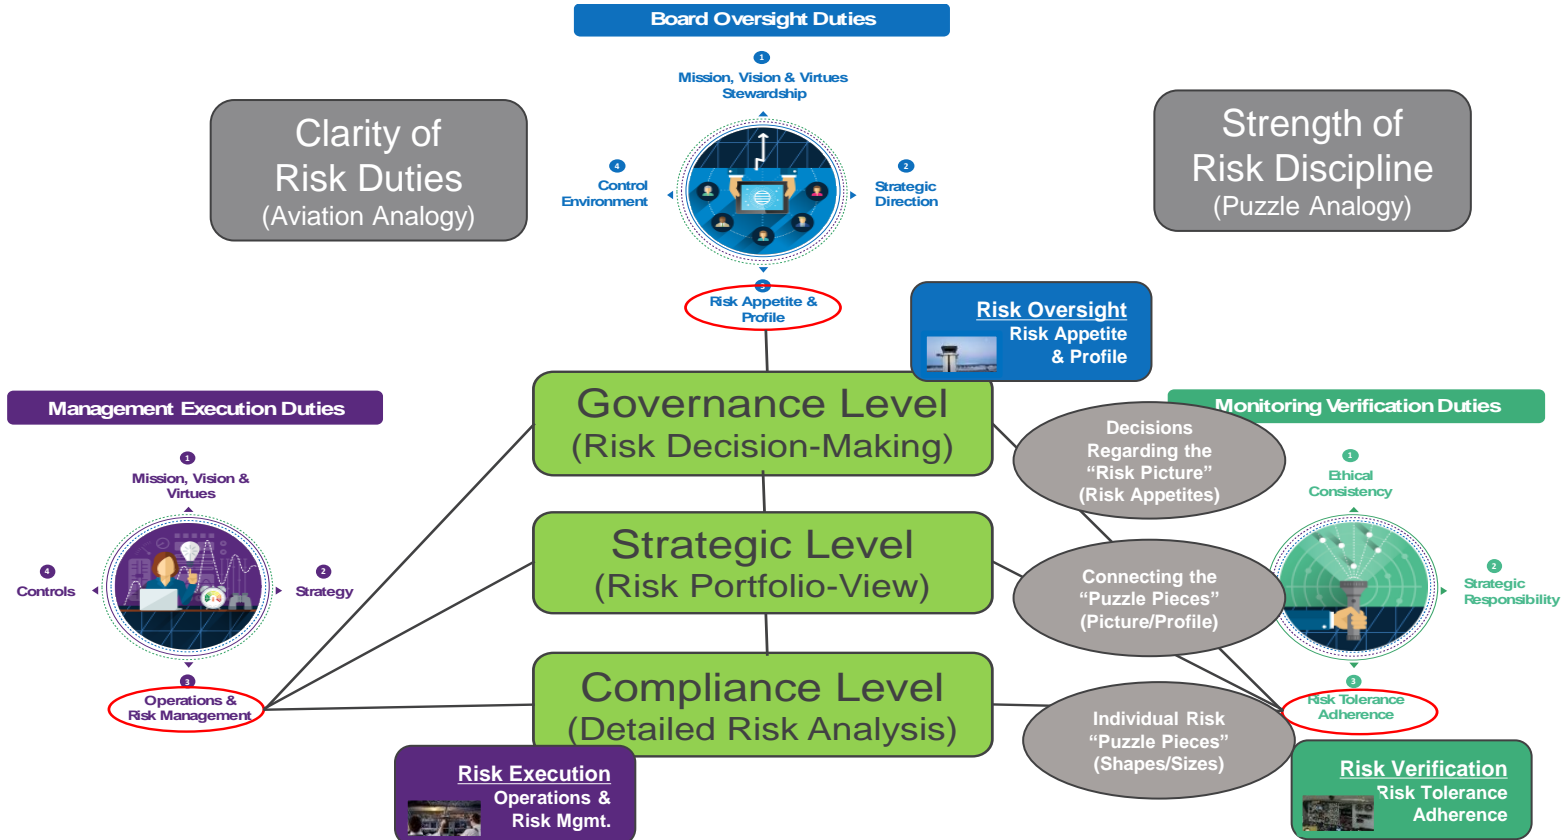 Board Oversight Duties
1
Mission, Vision & Virtues
Stewardship
Clarity of
Risk Duties
(Aviation Analogy)
Strength of
Risk Discipline
(Puzzle Analogy)
4
Control
Environment
2
Strategic
Direction
3
Risk Appetite &
Profile
Risk Oversight
Risk Appetite
& Profile
Management Execution Duties
Governance Level
(Risk Decision-Making)
Monitoring Verification Duties
Decisions
Regarding the
“Risk Picture”
(Risk Appetites)
1
Mission, Vision &
Virtues
1
Ethical
Consistency
Strategic Level
(Risk Portfolio-View)
4
Controls
2
Strategy
Connecting the
“Puzzle Pieces”
(Picture/Profile)
2
Strategic
Responsibility
3
Operations &
Risk Management
Compliance Level
(Detailed Risk Analysis)
Individual Risk
“Puzzle Pieces”
(Shapes/Sizes)
3
Risk Tolerance
Adherence
Risk Execution
Operations &
Risk Mgmt.
Risk Verification
Risk Tolerance
Adherence